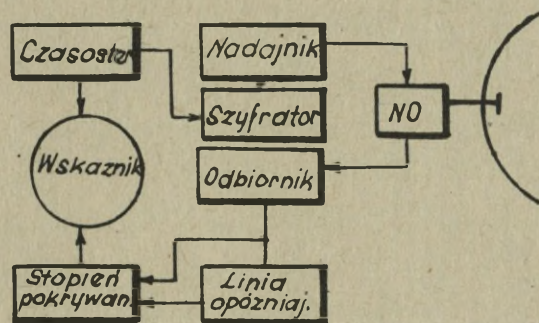 Czasoster
Nadajnik
Szyfrator
NO
Wskaznik
Odbiornik
Stopień
pokrywan.
Linia
opóźniaj.